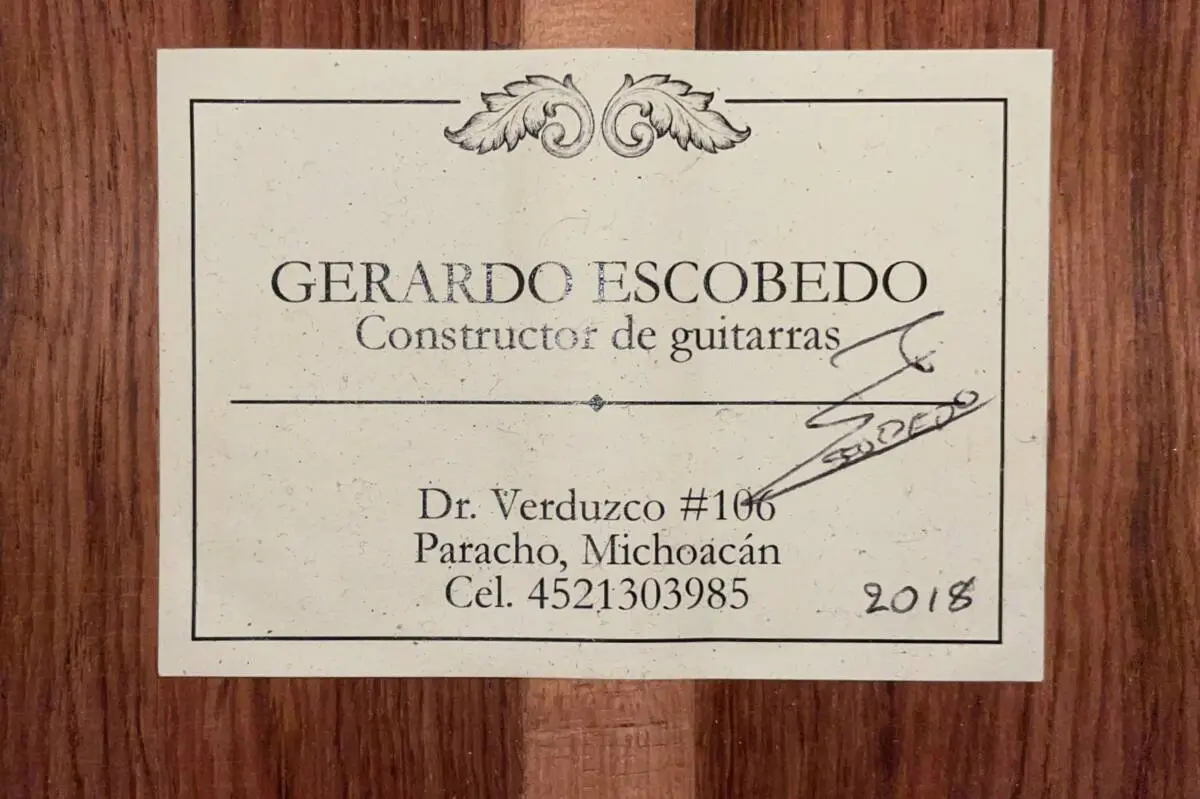 GERARDO ESCOBEDO
Constructor de guitarras
Dr. Verduzco #106
Paracho, Michoacán
Cel. 4521303985
2018